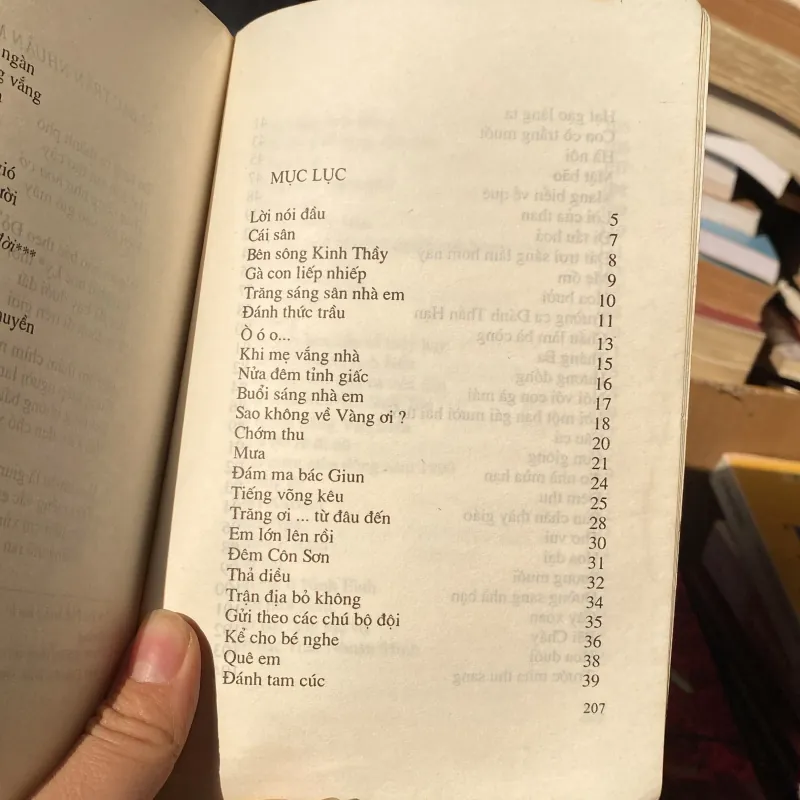 ngàn
vắng
gió
đời***
MỤC LỤC
Lời nói đầu 5
Cái sân 7
Bên sông Kinh Thầy 8
Gà con liếp nhiếp 9
Trăng sáng sân nhà em 10
Đánh thức trầu 11
Ò ó o... 13
Khi mẹ vắng nhà 15
Nửa đêm tỉnh giấc 16
Buổi sáng nhà em 17
Sao không về Vàng ơi ? 18
Chớm thu 20
Mưa 21
Đám ma bác Giun 24
Tiếng võng kêu 25
Trăng ơi ... từ đâu đến 28
Em lớn lên rồi 30
Đêm Côn Sơn 31
Thả diều 32
Trận địa bỏ không 34
Gửi theo các chú bộ đội 35
Kể cho bé nghe 36
Quê em 38
Đánh tam cúc 39
207